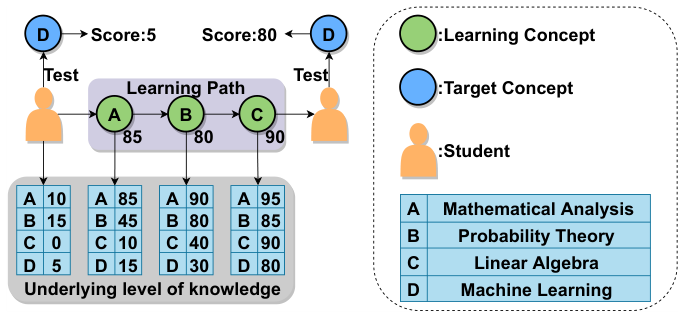 D
Score:5
Score:80
D
Test
Test
Learning Path
A
B
C
85
80
90
A 10
B 15
C 0
D 5
A 85
B 45
C 10
D 15
A 90
B 80
C 40
D 30
A 95
B 85
C 90
D 80
Underlying level of knowledge
:Learning Concept
:Target Concept
:Student
A Mathematical Analysis
B Probability Theory
C Linear Algebra
D Machine Learning